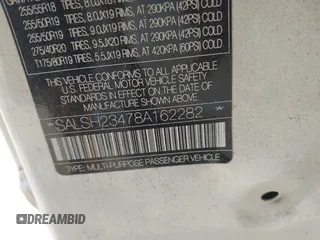 255/55R18 TIRES, 8.0JX18 RIMS, AT 290KPA (42PSI) COLD
255/50R19 TIRES, 8.0JX19 RIMS, AT 290KPA (42PSI) COLD
255/50R19 TIRES, 9.0JX19 RIMS, AT 290KPA (42PSI) COLD
275/40R20 TIRES, 9.5JX20 RIMS, AT 290KPA (42PSI) COLD
T175/80R19 TIRES, 5.5JX19 RIMS, AT 420KPA (60PSI) COLD
THIS VEHICLE CONFORMS TO ALL APPLICABLE
U.S. FEDERAL MOTOR VEHICLE SAFETY
STANDARDS IN EFFECT ON THE DATE OF
MANUFACTURE SHOWN ABOVE.
*SALSH23478A162282*
TYPE: MULTI-PURPOSE PASSENGER VEHICLE
DREAMBID